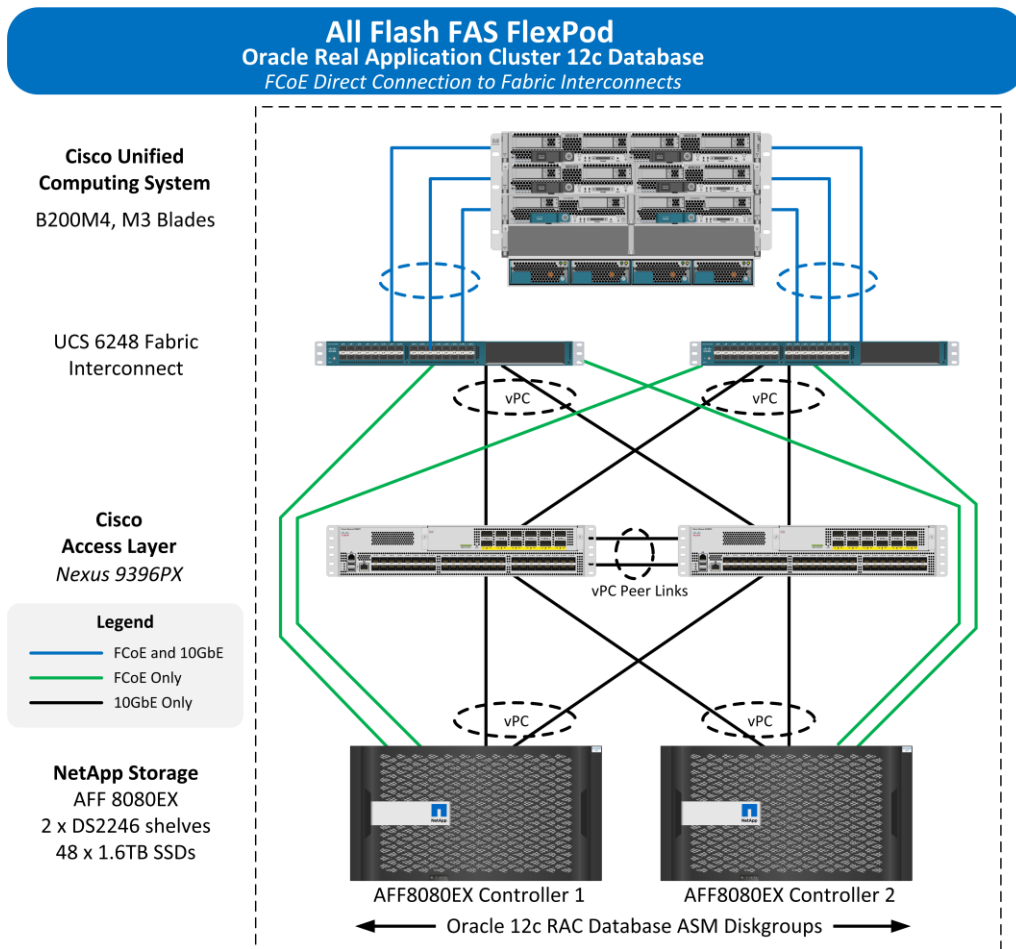 All Flash FAS FlexPod
Oracle Real Application Cluster 12c Database
FCoE Direct Connection to Fabric Interconnects
Cisco Unified
Computing System
B200M4, M3 Blades
UCS 6248 Fabric
Interconnect
vPC
vPC
Cisco
Access Layer
Nexus 9396PX
vPC Peer Links
Legend
FCoE and 10GbE
FCoE Only
10GbE Only
vPC
vPC
NetApp Storage
AFF 8080EX
2 x DS2246 shelves
48 x 1.6TB SSDs
NetApp
NetApp
AFF8080EX Controller 1
AFF8080EX Controller 2
Oracle 12c RAC Database ASM Diskgroups